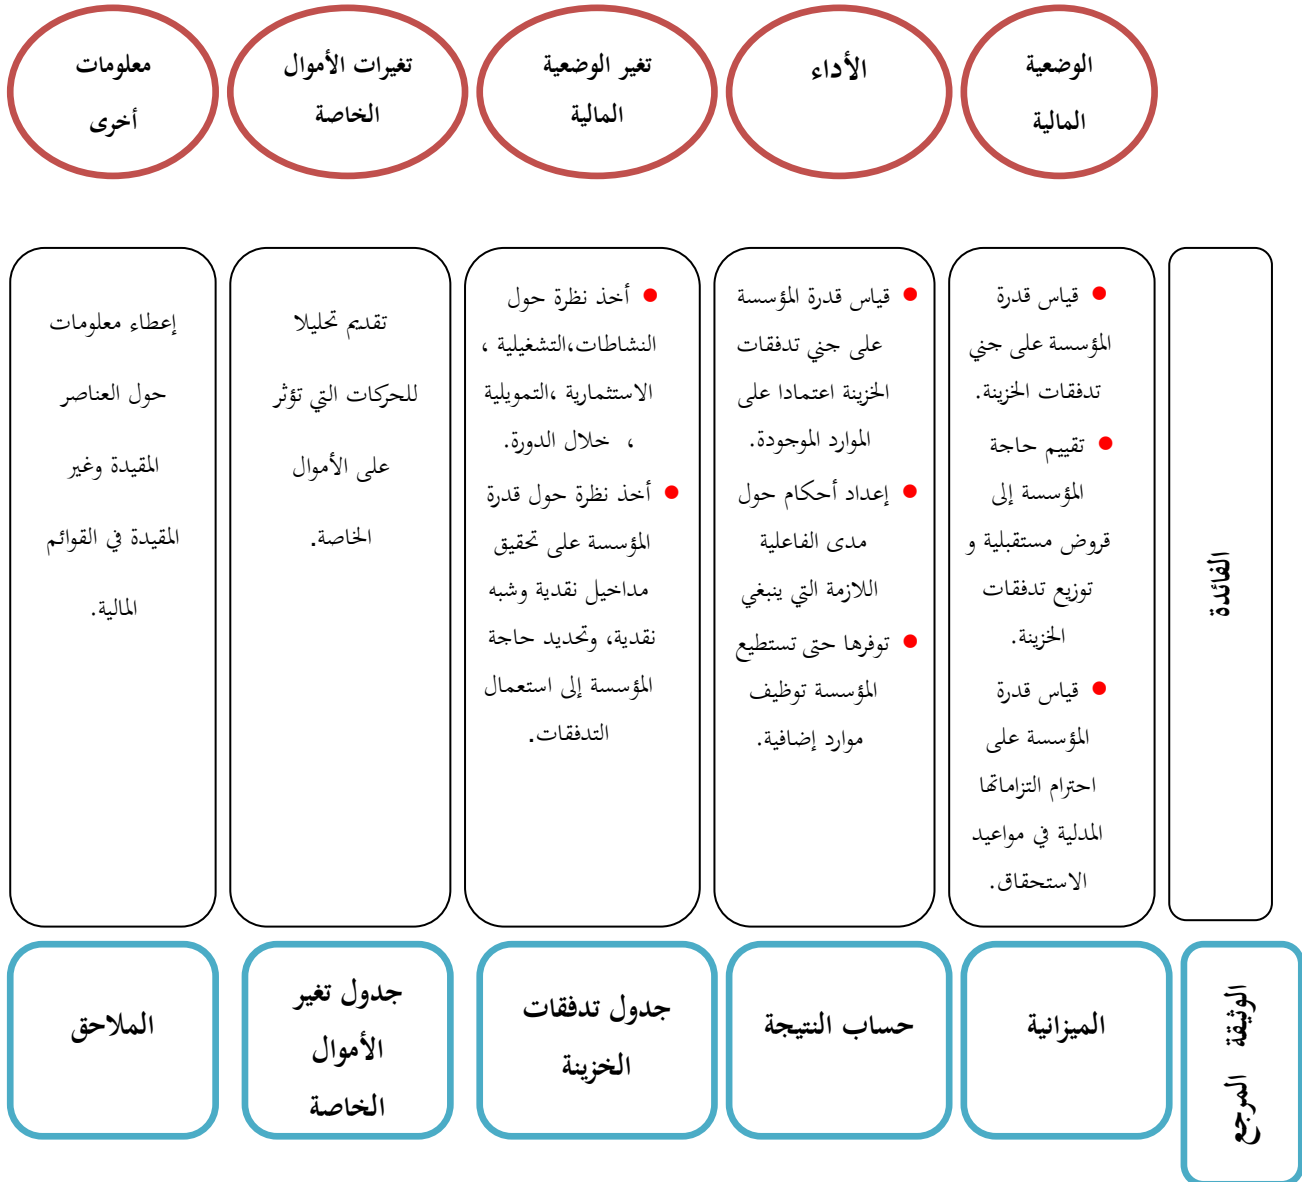 الوضعية
المالية
الأداء
تغير الوضعية
المالية
تغيرات الأموال
الخاصة
معلومات
أخرى
الفائدة
● قياس قدرة
المؤسسة على جني
تدفقات الخزينة.
● تقييم حاجة
المؤسسة إلى
قروض مستقبلية و
توزيع تدفقات
الخزينة.
● قياس قدرة
المؤسسة على
احترام التزاماتها
المدلية في مواعيد
الاستحقاق.
● قياس قدرة المؤسسة
على جني تدفقات
الخزينة اعتمادا على
الموارد الموجودة.
● إعداد أحكام حول
مدى الفاعلية
اللازمة التي ينبغي
● توفرها حتى تستطيع
المؤسسة توظيف
موارد إضافية.
● أخذ نظرة حول
النشاطات،التشغيلية ،
الاستثمارية ،التمويلية
، خلال الدورة.
● أخذ نظرة حول قدرة
المؤسسة على تحقيق
مداخيل نقدية وشبه
نقدية، وتحديد حاجة
المؤسسة إلى استعمال
التدفقات.
تقديم تحليلا
للحركات التي تؤثر
على الأموال
الخاصة.
إعطاء معلومات
حول العناصر
المقيدة وغير
المقيدة في القوائم
المالية.
الوثيقة المرجع
الميزانية
حساب النتيجة
جدول تدفقات
الخزينة
جدول تغير
الأموال
الخاصة
الملاحق